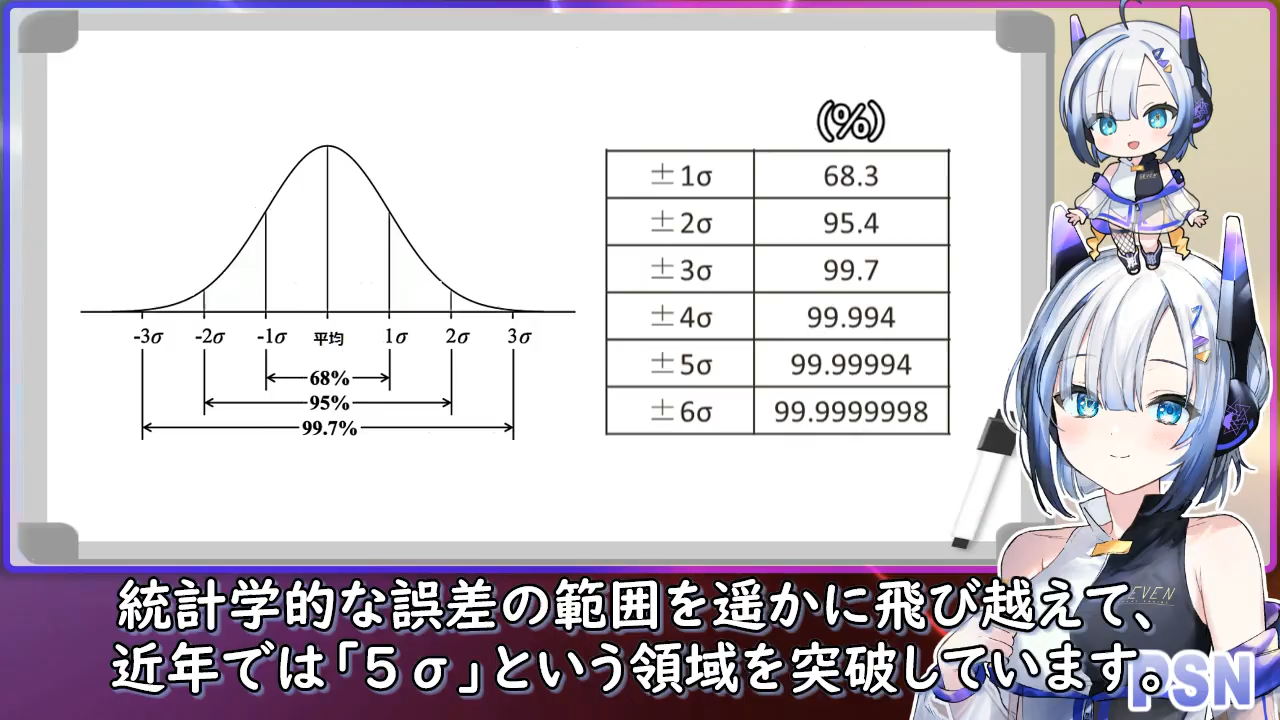 (%)
±1σ 68.3
±2σ 95.4
±3σ 99.7
±4σ 99.994
±5σ 99.99994
±6σ 99.9999998
-3σ -2σ -1σ 平均 1σ 2σ 3σ
68%
95%
99.7%
統計学的な誤差の範囲を遥かに飛び越えて、
近年では「5σ」という領域を突破しています。
PSN